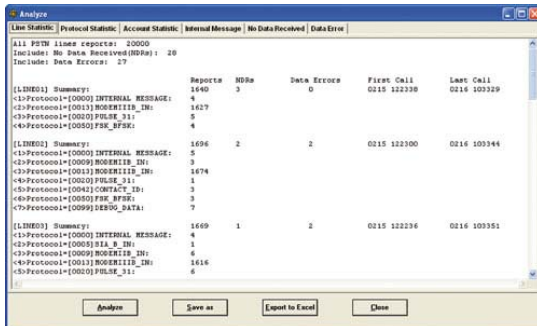 Analyze
Line Statistic Protocol Statistic Account Statistic Internal Message No Data Received Data Error
All PSTN lines reports: 20000
Include: No Data Received(NDRs): 28
Include: Data Errors: 27
Reports NDRs Data Errors First Call Last Call
[LINE01] Summary: 1640 3 0 0215 122338 0216 103329
<1>Protocol=[0000]INTERNAL MESSAGE: 4
<2>Protocol=[0013]MODEMIIIB_IN: 1627
<3>Protocol=[0020]PULSE_31: 5
<4>Protocol=[0050]FSK_BFSK: 4
[LINE02] Summary: 1696 2 2 0215 122300 0216 103344
<1>Protocol=[0000]INTERNAL MESSAGE: 5
<2>Protocol=[0009]MODEMIII_IN: 3
<3>Protocol=[0013]MODEMIIIB_IN: 1674
<4>Protocol=[0020]PULSE_31: 1
<5>Protocol=[0042]CONTACT_ID: 3
<6>Protocol=[0050]FSK_BFSK: 3
<7>Protocol=[0099]DEBUG_DATA: 7
[LINE03] Summary: 1669 1 2 0215 122236 0216 103351
<1>Protocol=[0000]INTERNAL MESSAGE: 4
<2>Protocol=[0005]SIA_B_IN: 1
<3>Protocol=[0009]MODEMIII_IN: 6
<4>Protocol=[0013]MODEMIIIB_IN: 1616
<5>Protocol=[0020]PULSE_31: 6
Analyze Save as Export to Excel Close